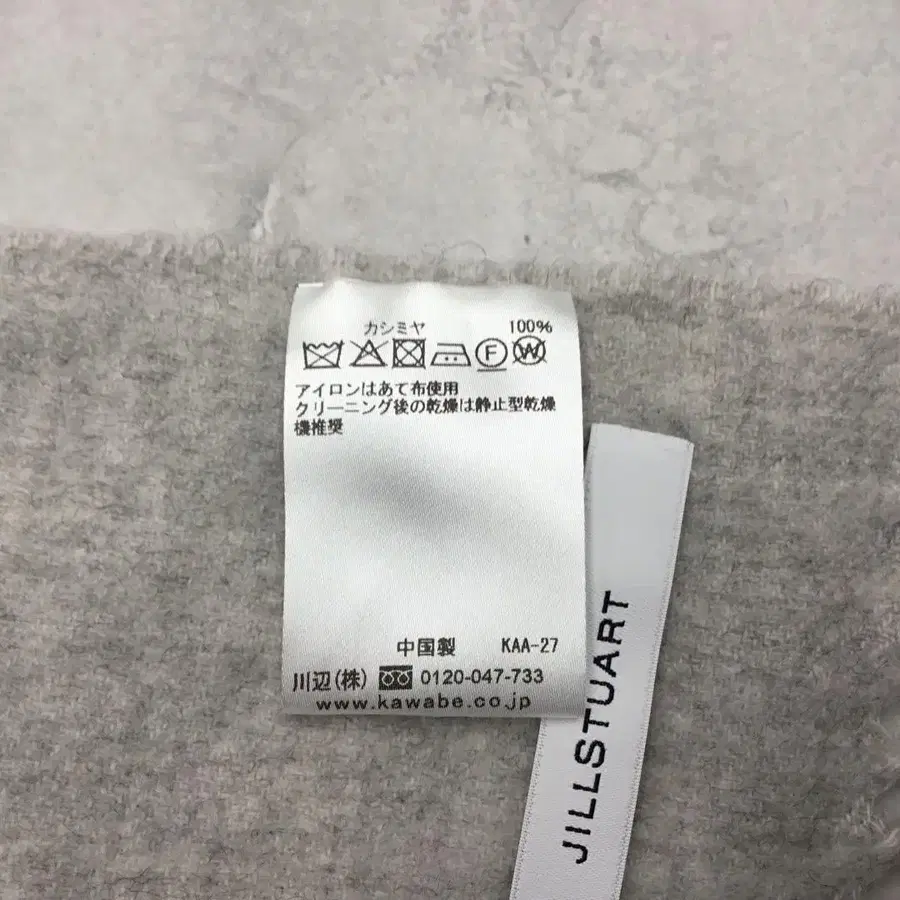 カシミヤ 100%
アイロンはあて布使用
クリーニング後の乾燥は静止型乾燥
機推奨
中国製 KAA-27
川辺(株) 0120-047-733
www.kawabe.co.jp
JILLSTUART